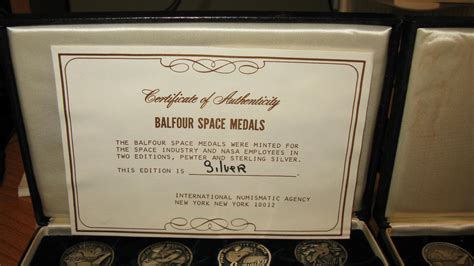 Certificate of Authenticity
BALFOUR SPACE MEDALS
THE BALFOUR SPACE MEDALS WERE MINTED FOR
THE SPACE INDUSTRY AND NASA EMPLOYEES IN
TWO EDITIONS, PEWTER AND STERLING SILVER.
THIS EDITION IS silver
INTERNATIONAL NUMISMATIC AGENCY
NEW YORK NEW YORK 10012